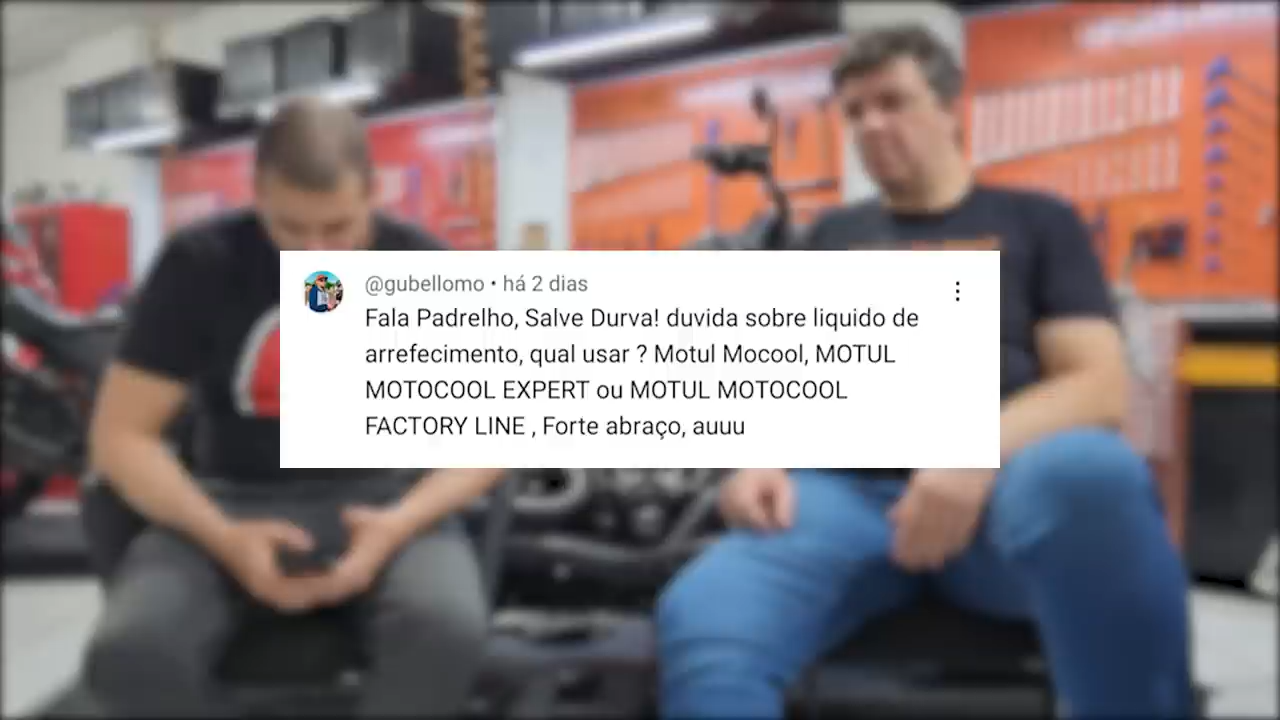 @gubellomo • há 2 dias
Fala Padrelho, Salve Durva! duvida sobre liquido de
arrefecimento, qual usar ? Motul Mocool, MOTUL
MOTOCOOL EXPERT ou MOTUL MOTOCOOL
FACTORY LINE , Forte abraço, auuu